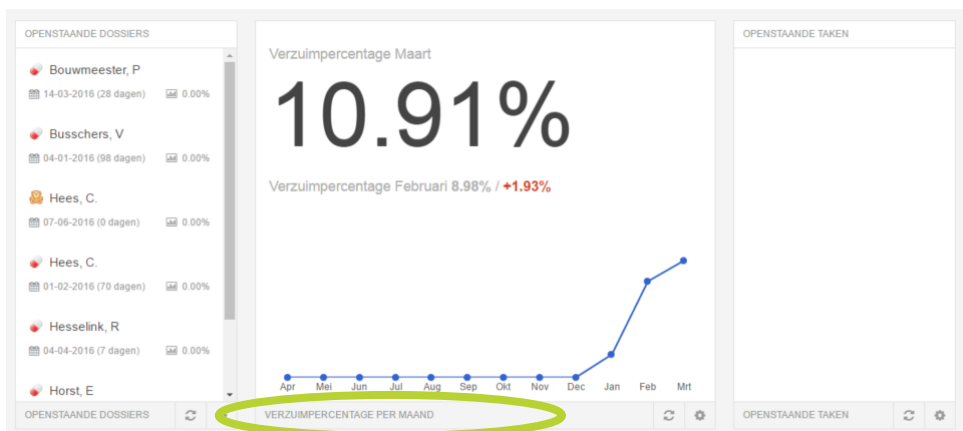 OPENSTAANDE DOSSIERS
Bouwmeester, P
14-03-2016 (28 dagen) 0.00%
Busschers, V
04-01-2016 (98 dagen) 0.00%
Hees, C.
07-06-2016 (0 dagen) 0.00%
Hees, C.
01-02-2016 (70 dagen) 0.00%
Hesselink, R
04-04-2016 (7 dagen) 0.00%
Horst, E
OPENSTAANDE DOSSIERS
Verzuimpercentage Maart
10.91%
Verzuimpercentage Februari 8.98% / +1.93%
Apr Mei Jun Jul Aug Sep Okt Nov Dec Jan Feb Mrt
VERZUIMPERCENTAGE PER MAAND
OPENSTAANDE TAKEN
OPENSTAANDE TAKEN